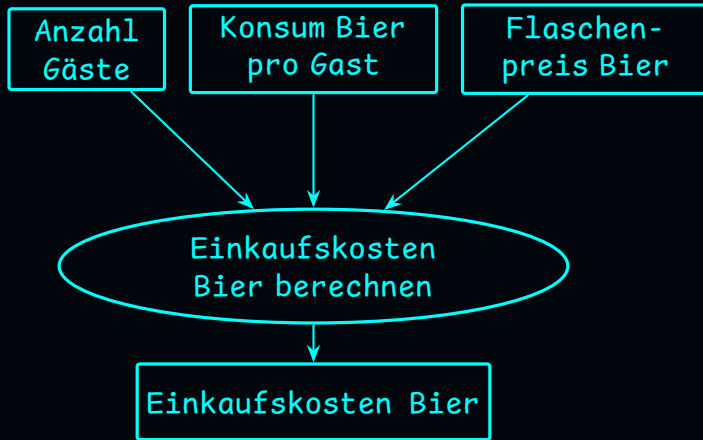 Anzahl
Gäste
Konsum Bier
pro Gast
Flaschen-
preis Bier
Einkaufskosten
Bier berechnen
Einkaufskosten Bier